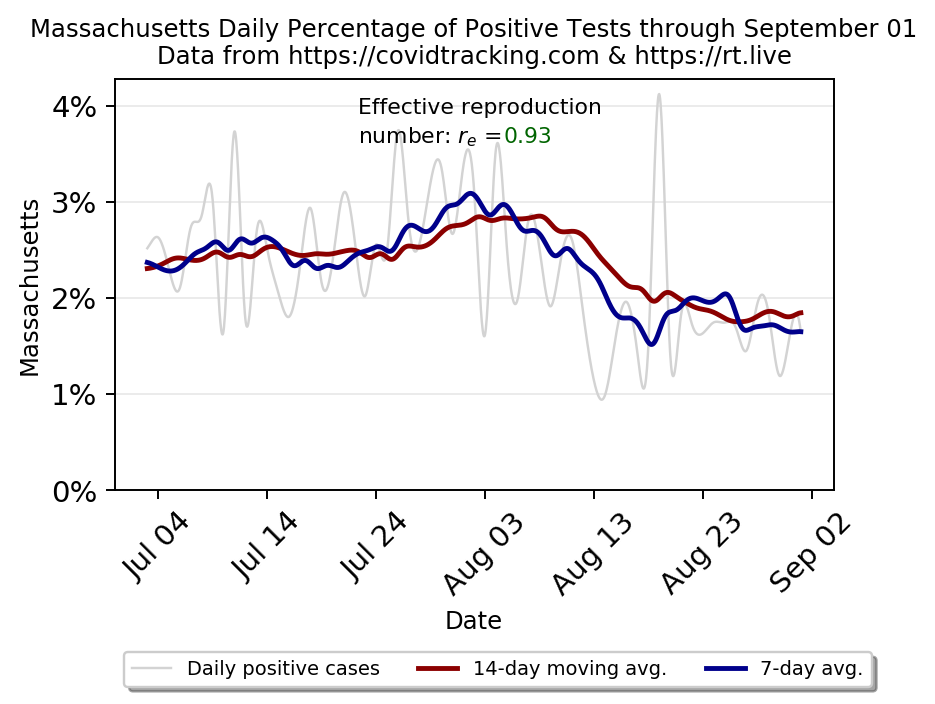 Massachusetts Daily Percentage of Positive Tests through September 01
Data from https://covidtracking.com & https://rt.live
Effective reproduction
number: re =0.93
4%
3%
2%
1%
0%
Massachusetts
Jul 04
Jul 14
Jul 24
Aug 03
Aug 13
Aug 23
Sep 02
Date
Daily positive cases
14-day moving avg.
7-day avg.